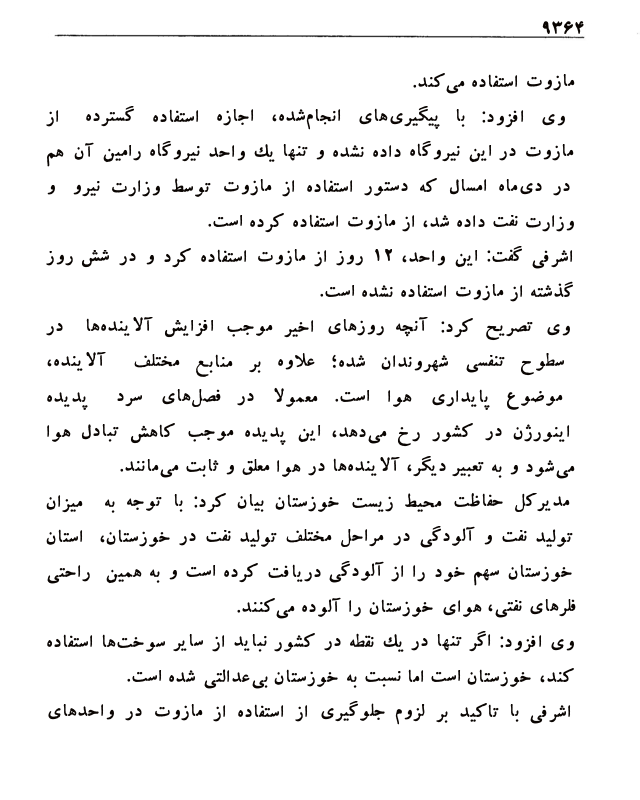 ۹۳۶۴
مازوت استفاده می‌کند.
وی افزود: با پیگیری‌های انجام‌شده، اجازه استفاده گسترده از
مازوت در این نیروگاه داده نشده و تنها یك واحد نیروگاه رامین آن هم
در دی‌ماه امسال که دستور استفاده از مازوت توسط وزارت نیرو و
وزارت نفت داده شد، از مازوت استفاده کرده است.
اشرفی گفت: این واحد، ۱۲ روز از مازوت استفاده کرد و در شش روز
گذشته از مازوت استفاده نشده است.
وی تصریح کرد: آنچه روزهای اخیر موجب افزایش آلاینده‌ها در
سطوح تنفسی شهروندان شده؛ علاوه بر منابع مختلف آلاینده،
موضوع پایداری هوا است. معمولا در فصل‌های سرد پدیده
اینورژن در کشور رخ می‌دهد، این پدیده موجب کاهش تبادل هوا
می‌شود و به تعبیر دیگر، آلاینده‌ها در هوا معلق و ثابت می‌مانند.
مدیرکل حفاظت محیط زیست خوزستان بیان کرد: با توجه به میزان
تولید نفت و آلودگی در مراحل مختلف تولید نفت در خوزستان، استان
خوزستان سهم خود را از آلودگی دریافت کرده است و به همین راحتی
فلرهای نفتی، هوای خوزستان را آلوده می‌کنند.
وی افزود: اگر تنها در یك نقطه در کشور نباید از سایر سوخت‌ها استفاده
کند، خوزستان است اما نسبت به خوزستان بی‌عدالتی شده است.
اشرفی با تاکید بر لزوم جلوگیری از استفاده از مازوت در واحدهای